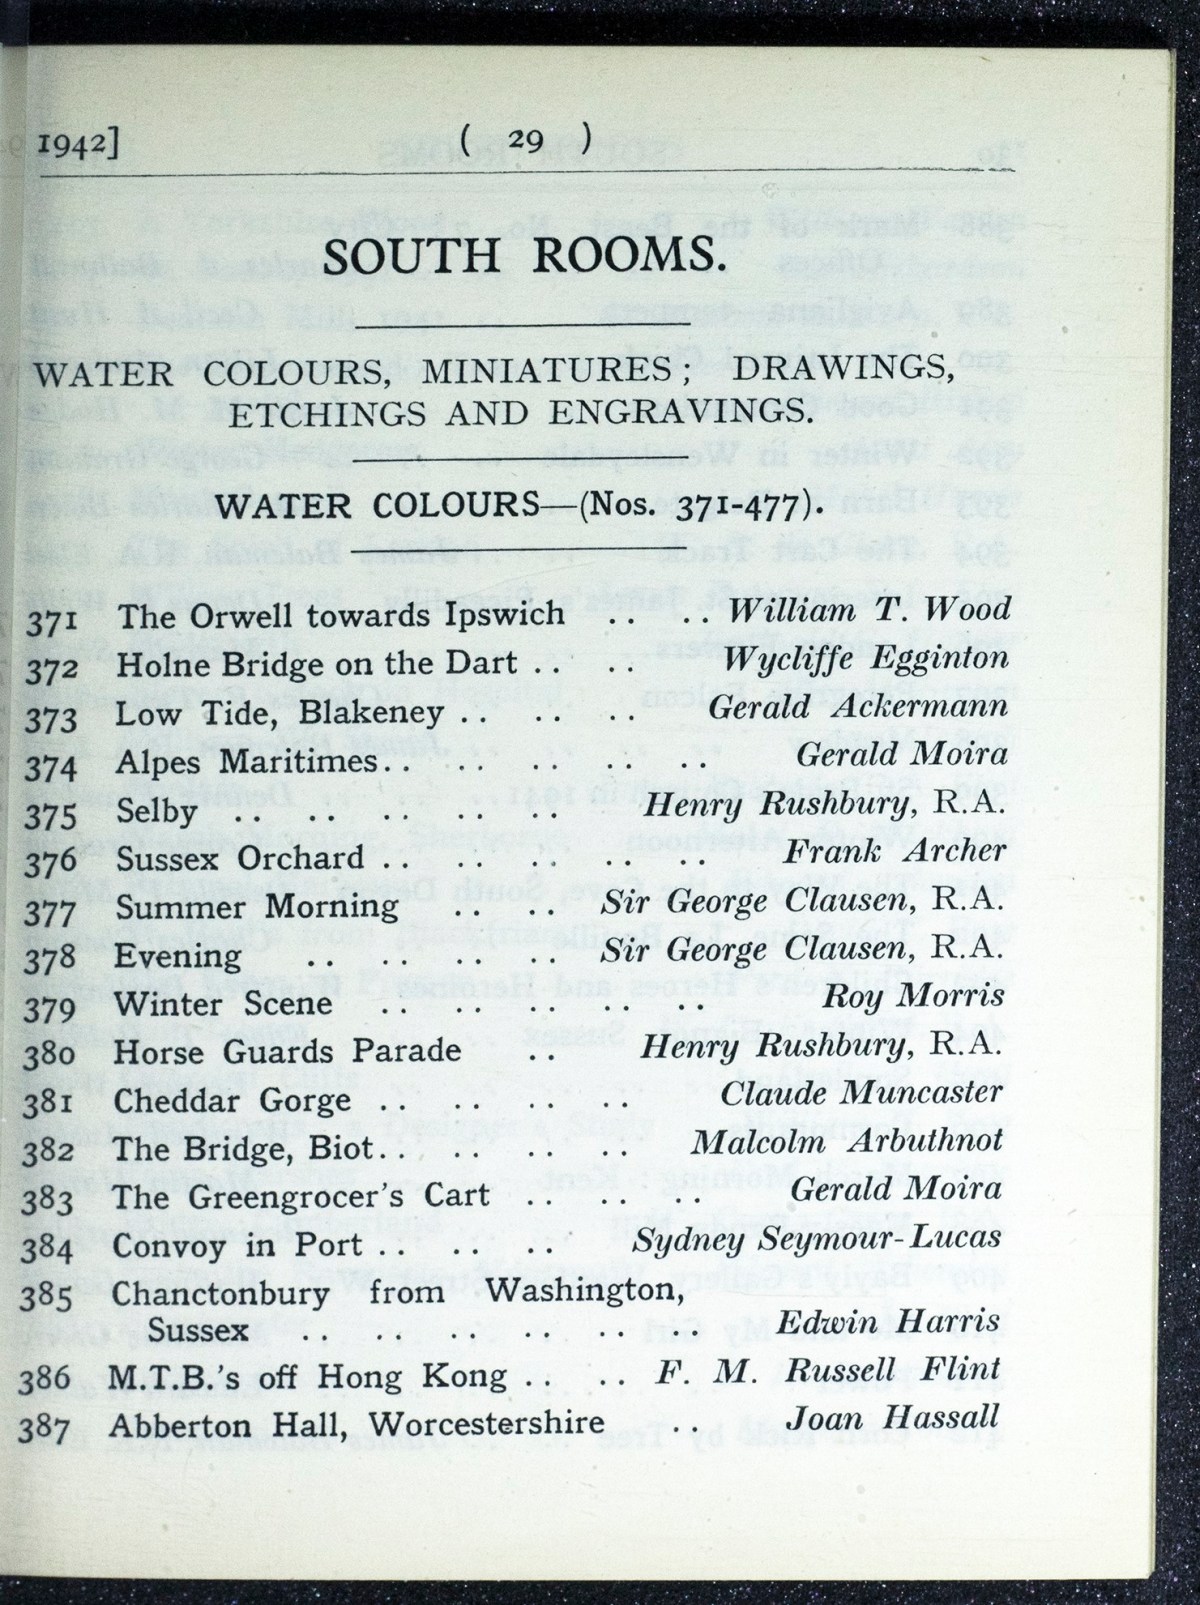 1942] ( 29 )
SOUTH ROOMS.
WATER COLOURS, MINIATURES; DRAWINGS,
ETCHINGS AND ENGRAVINGS.
WATER COLOURS—(Nos. 371-477).
371 The Orwell towards Ipswich .. .. William T. Wood
372 Holne Bridge on the Dart .. .. Wycliffe Egginton
373 Low Tide, Blakeney .. .. .. Gerald Ackermann
374 Alpes Maritimes.. .. .. .. .. Gerald Moira
375 Selby .. .. .. .. .. Henry Rushbury, R.A.
376 Sussex Orchard .. .. .. .. .. Frank Archer
377 Summer Morning .. .. Sir George Clausen, R.A.
378 Evening .. .. .. .. Sir George Clausen, R.A.
379 Winter Scene .. .. .. .. .. Roy Morris
380 Horse Guards Parade .. Henry Rushbury, R.A.
381 Cheddar Gorge .. .. .. .. Claude Muncaster
382 The Bridge, Biot.. .. .. .. Malcolm Arbuthnot
383 The Greengrocer's Cart .. .. .. Gerald Moira
384 Convoy in Port .. .. .. Sydney Seymour-Lucas
385 Chanctonbury from Washington,
Sussex .. .. .. .. .. .. Edwin Harris
386 M.T.B.'s off Hong Kong .. .. F. M. Russell Flint
387 Abberton Hall, Worcestershire .. Joan Hassall